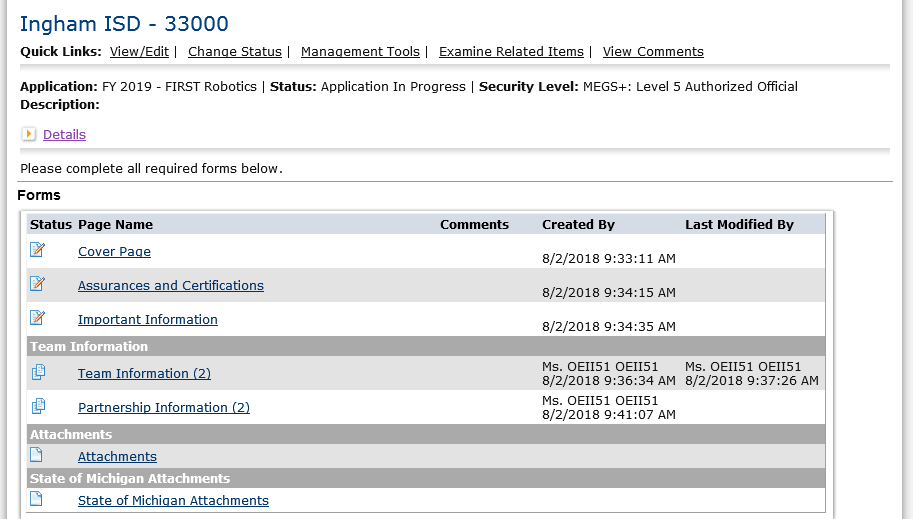 Ingham ISD - 33000
Quick Links: View/Edit | Change Status | Management Tools | Examine Related Items | View Comments
Application: FY 2019 - FIRST Robotics | Status: Application In Progress | Security Level: MEGS+: Level 5 Authorized Official
Description:
Details
Please complete all required forms below.
Forms
Status Page Name Comments Created By Last Modified By
Cover Page
8/2/2018 9:33:11 AM
Assurances and Certifications
8/2/2018 9:34:15 AM
Important Information
8/2/2018 9:34:35 AM
Team Information
Team Information (2)
Ms. OEII51 OEII51 Ms. OEII51 OEII51
8/2/2018 9:36:34 AM 8/2/2018 9:37:26 AM
Partnership Information (2)
Ms. OEII51 OEII51
8/2/2018 9:41:07 AM
Attachments
Attachments
State of Michigan Attachments
State of Michigan Attachments